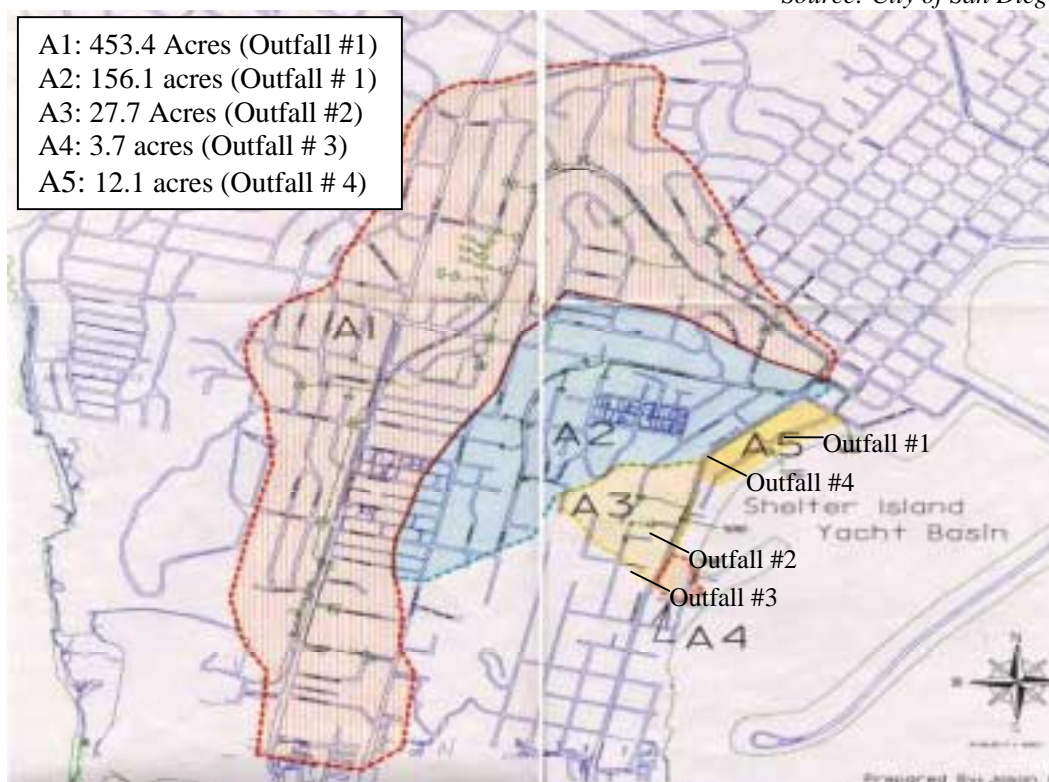 Source: City of San Dieg
A1: 453.4 Acres (Outfall #1)
A2: 156.1 acres (Outfall # 1)
A3: 27.7 Acres (Outfall #2)
A4: 3.7 acres (Outfall # 3)
A5: 12.1 acres (Outfall # 4)
A1
A2
A5
Outfall #1
Outfall #4
A3
Shelter Island
Yacht Basin
Outfall #2
Outfall #3
A4
N
Prepared